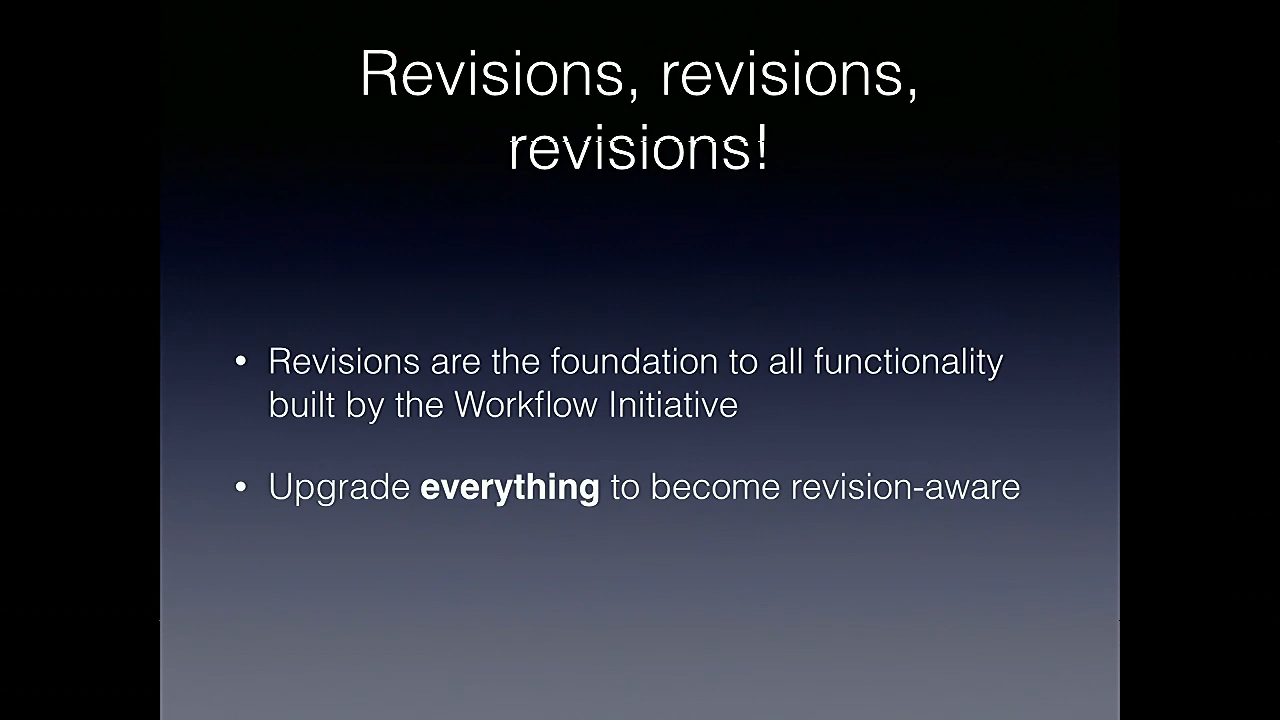 Revisions, revisions,
revisions!
• Revisions are the foundation to all functionality
built by the Workflow Initiative
• Upgrade everything to become revision-aware